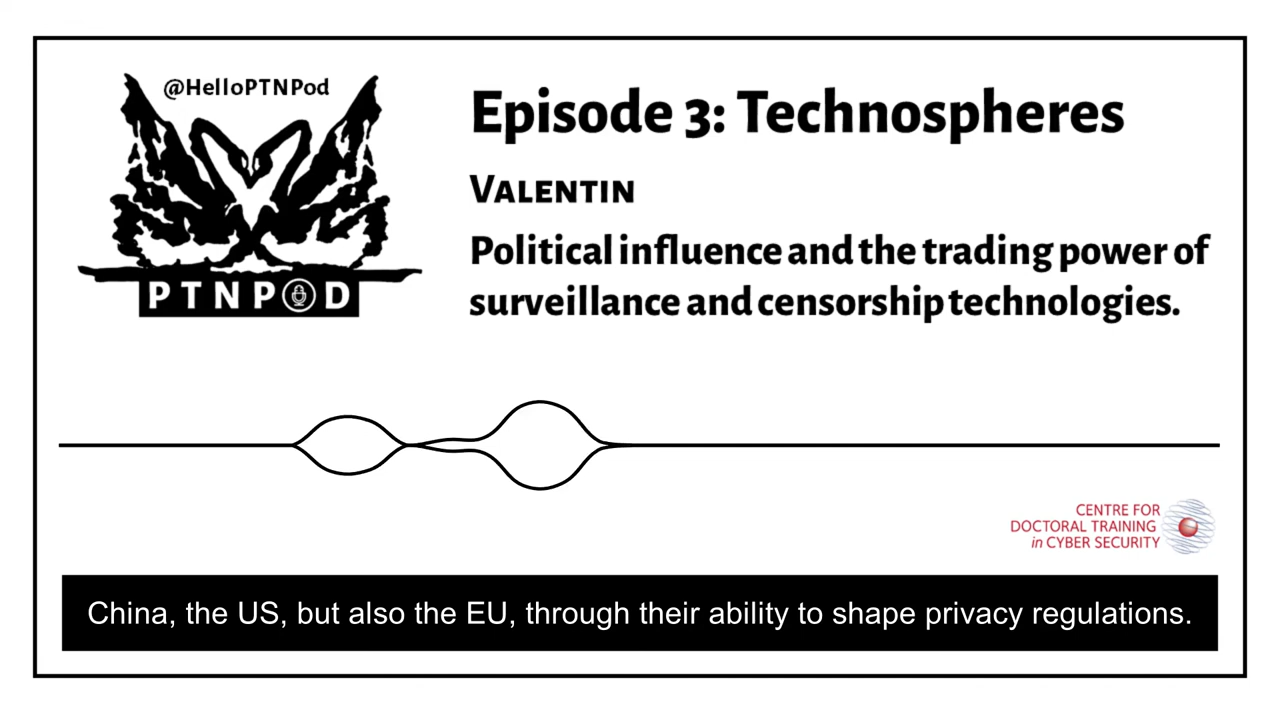 @HelloPTNPod
PTNPOD
Episode 3: Technospheres
VALENTIN
Political influence and the trading power of
surveillance and censorship technologies.
CENTRE FOR
DOCTORAL TRAINING
in CYBER SECURITY
China, the US, but also the EU, through their ability to shape privacy regulations.